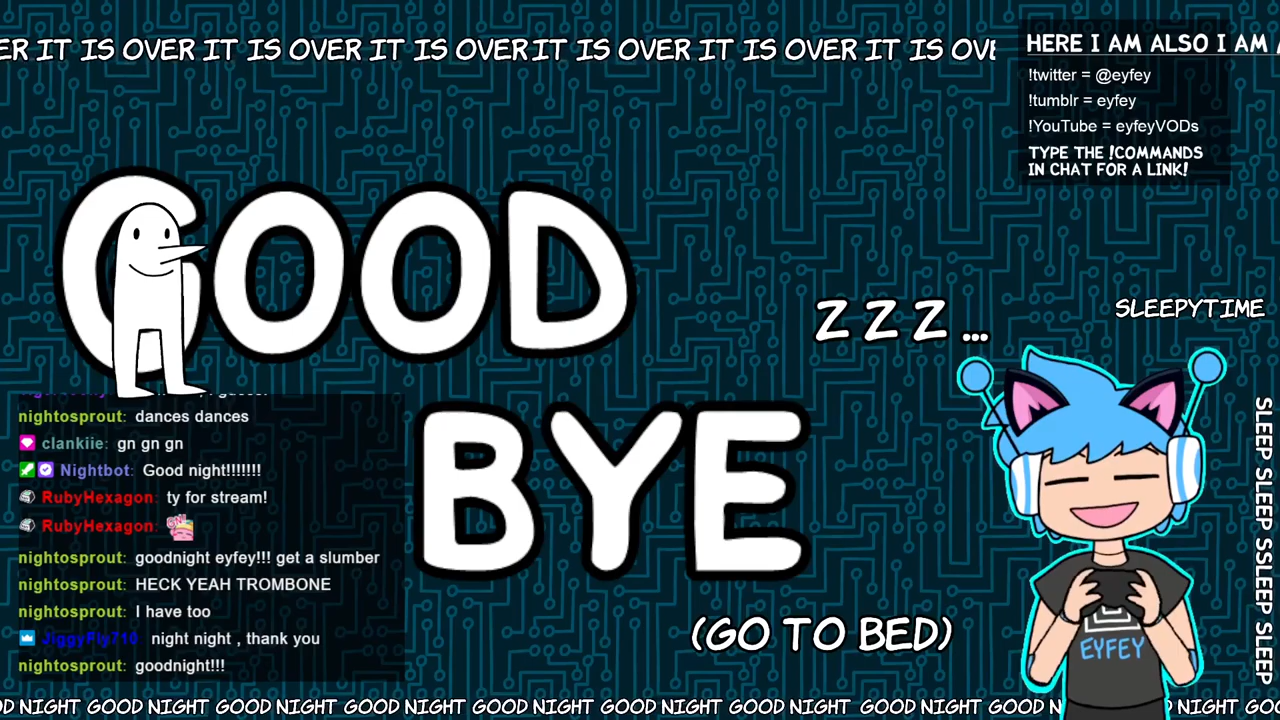 ER IT IS OVER IT IS OVER IT IS OVER IT IS OVER IT IS OVER IT IS OVE
HERE I AM ALSO I AM
!twitter = @eyfey
!tumblr = eyfey
!YouTube = eyfeyVODs
TYPE THE !COMMANDS
IN CHAT FOR A LINK!
GOOD
BYE
Z Z Z ...
SLEEPYTIME
nightosprout: dances dances
clankiie: gn gn gn
Nightbot: Good night!!!!!!!
RubyHexagon: ty for stream!
RubyHexagon: GN!
nightosprout: goodnight eyfey!!! get a slumber
nightosprout: HECK YEAH TROMBONE
nightosprout: I have too
JiggyFly710 night night , thank you
nightosprout: goodnight!!!
(GO TO BED)
EYFEY
SLEEP SLEEP SLEEP SSLEEP SLEEP
OD NIGHT GOOD NIGHT GOOD NIGHT GOOD NIGHT GOOD NIGHT GOOD NIGHT GOOD NIGHT GOOD NIGHT GOOD N